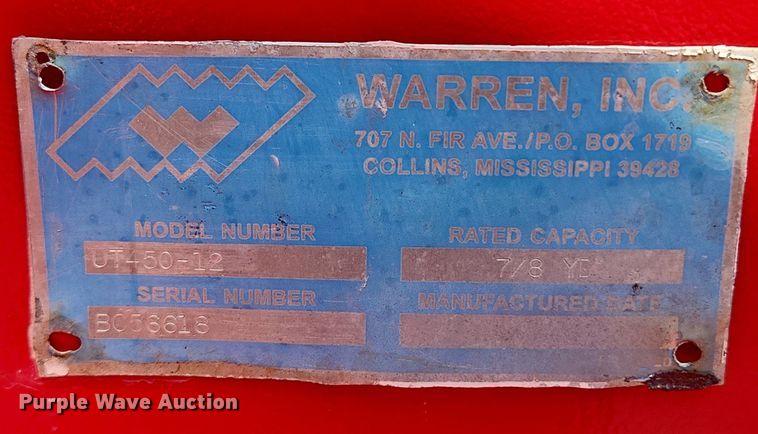 WARREN, INC.
707 N. FIR AVE./P.O. BOX 1719
COLLINS, MISSISSIPPI 39428
MODEL NUMBER
UT-50-12
RATED CAPACITY
7/8 YD
SERIAL NUMBER
BC56618
MANUFACTURED DATE
Purple Wave Auction